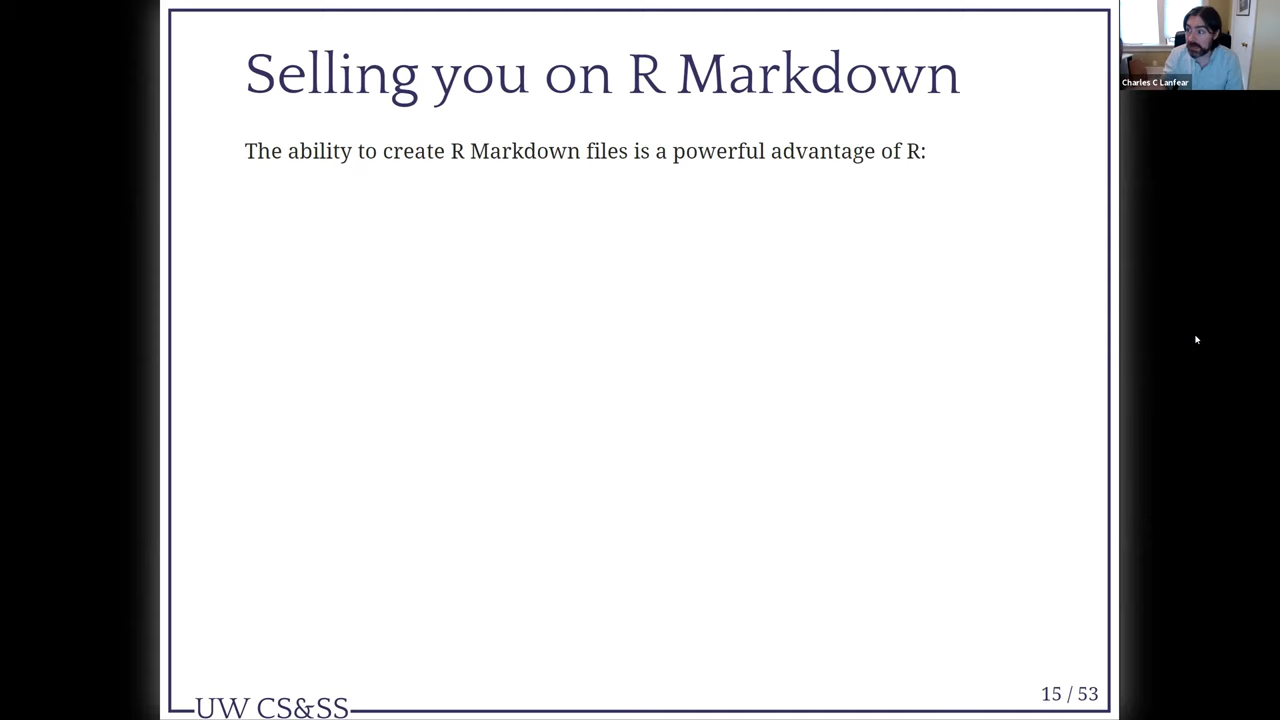 Selling you on R Markdown
Charles C Lanfear
The ability to create R Markdown files is a powerful advantage of R:
15 / 53
UW CS&SS